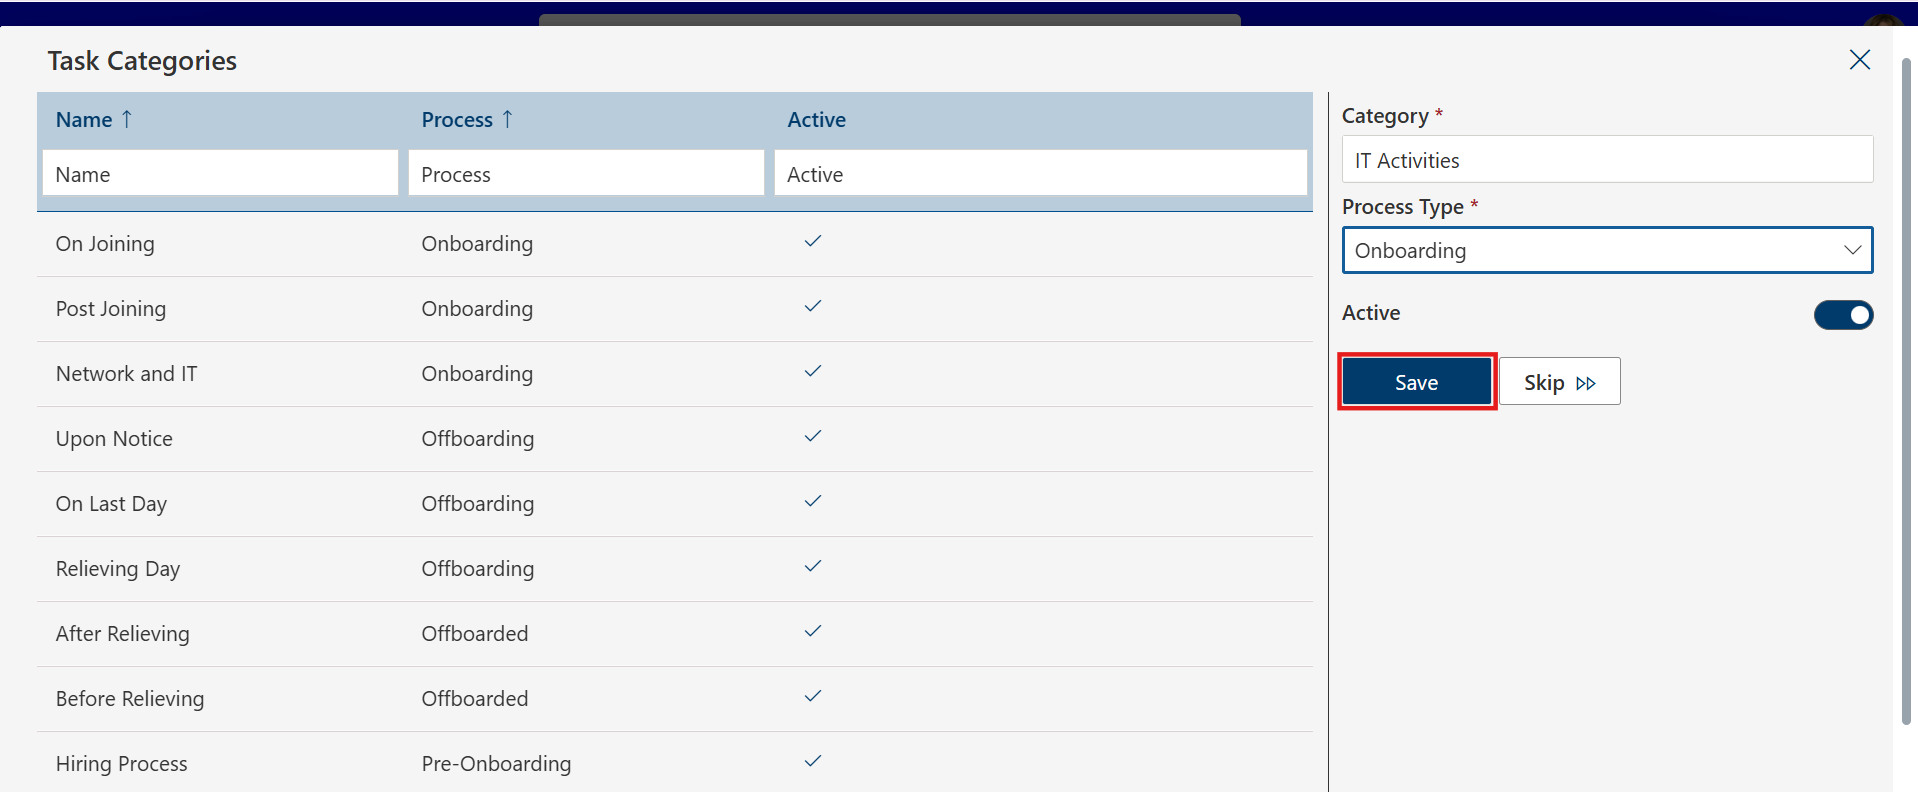 Task Categories
Name ↑ Process ↑ Active
Name Process Active
On Joining Onboarding
Post Joining Onboarding
Network and IT Onboarding
Upon Notice Offboarding
On Last Day Offboarding
Relieving Day Offboarding
After Relieving Offboarded
Before Relieving Offboarded
Hiring Process Pre-Onboarding
Category *
IT Activities
Process Type *
Onboarding
Active
Save Skip